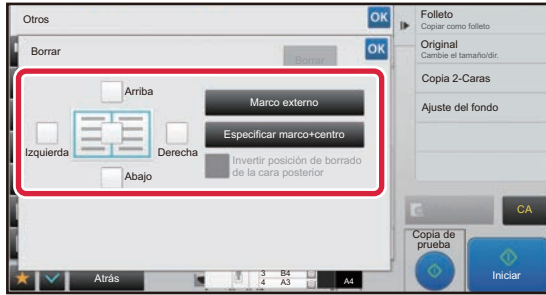 Otros
OK
Borrar
OK
Borrar
Arriba
Izquierda
Derecha
Abajo
Marco externo
Especificar marco+centro
Invertir posición de borrado
de la cara posterior
Folleto
Copiar como folleto
Original
Cambie el tamaño/dir.
Copia 2-Caras
Ajuste del fondo
CA
Copia de
prueba
Iniciar
Atrás
3 B4
4 A3
A4